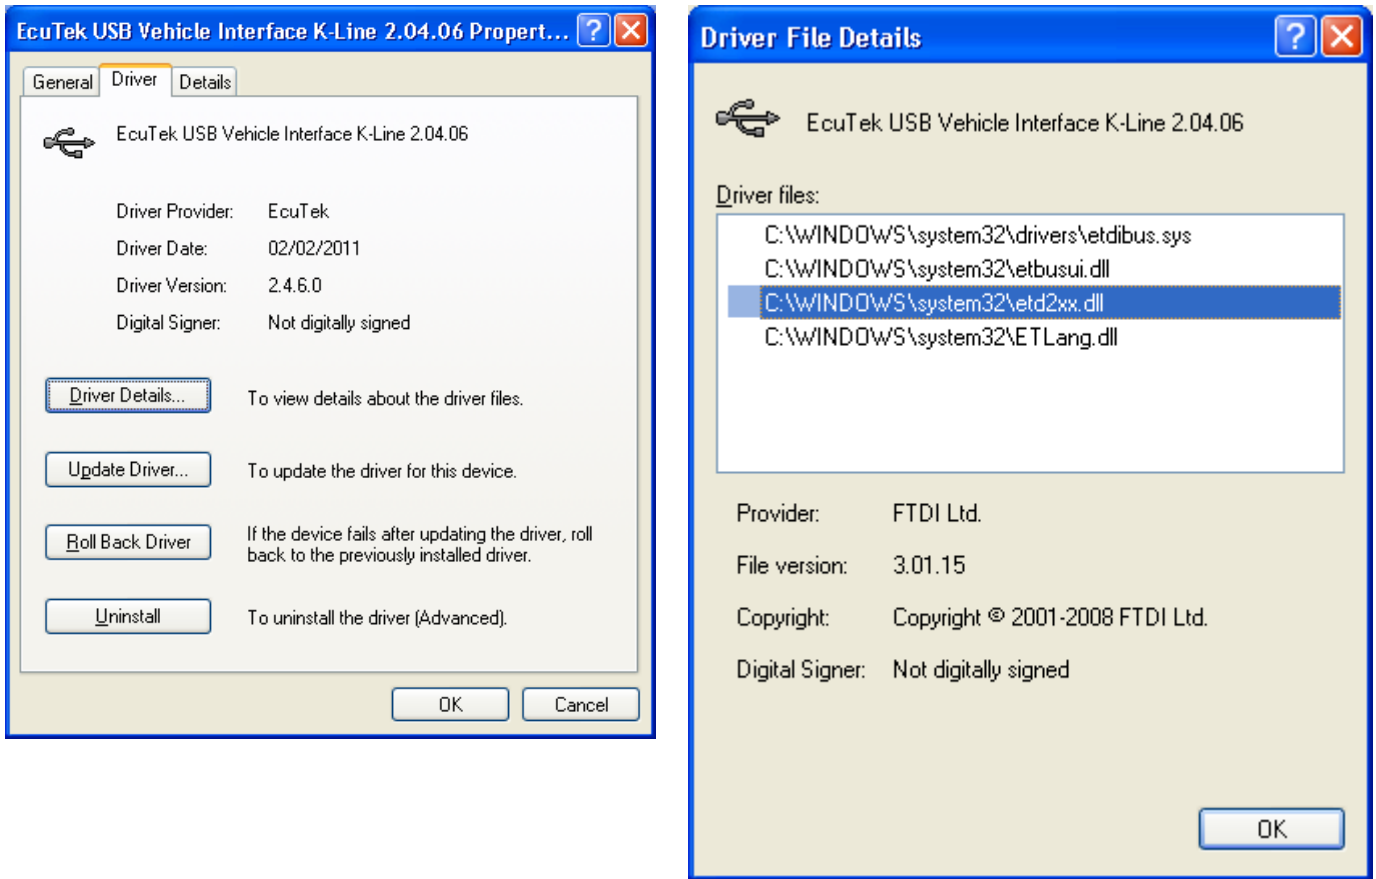 EcuTek USB Vehicle Interface K-Line 2.04.06 Propert...
General Driver Details
EcuTek USB Vehicle Interface K-Line 2.04.06
Driver Provider: EcuTek
Driver Date: 02/02/2011
Driver Version: 2.4.6.0
Digital Signer: Not digitally signed
Driver Details... To view details about the driver files.
Update Driver... To update the driver for this device.
Roll Back Driver If the device fails after updating the driver, roll
back to the previously installed driver.
Uninstall To uninstall the driver (Advanced).
OK Cancel
Driver File Details
EcuTek USB Vehicle Interface K-Line 2.04.06
Driver files:
C:\WINDOWS\system32\drivers\etdibus.sys
C:\WINDOWS\system32\etbusui.dll
C:\WINDOWS\system32\etd2xx.dll
C:\WINDOWS\system32\ETLang.dll
Provider: FTDI Ltd.
File version: 3.01.15
Copyright: Copyright © 2001-2008 FTDI Ltd.
Digital Signer: Not digitally signed
OK